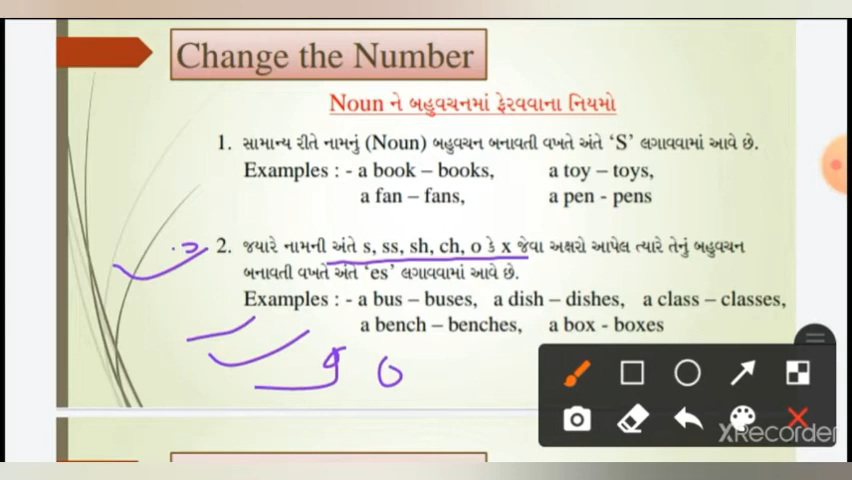 Change the Number
Noun ને બહુવચનમાં ફેરવવાના નિયમો
1. સામાન્ય રીતે નામનું (Noun) બહુવચન બનાવતી વખતે અંતે ‘S’ લગાવવામાં આવે છે.
Examples : - a book – books, a toy – toys,
a fan – fans, a pen - pens
2. જયારે નામની અંતે s, ss, sh, ch, o કે x જેવા અક્ષરો આપેલ ત્યારે તેનું બહુવચન
બનાવતી વખતે અંતે ‘es’ લગાવવામાં આવે છે.
Examples : - a bus – buses, a dish – dishes, a class – classes,
a bench – benches, a box - boxes
XRecorder